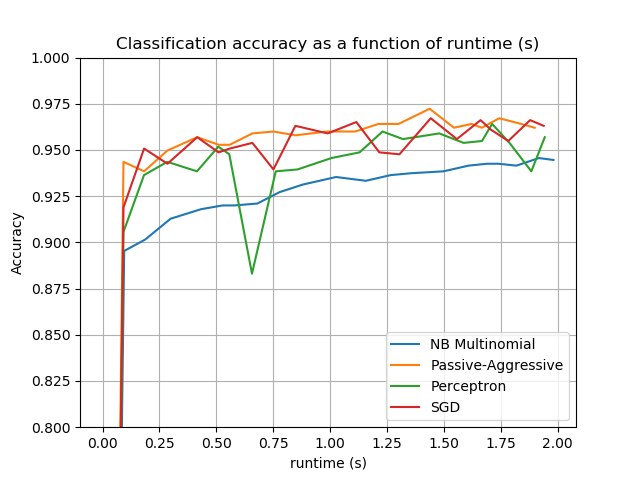 Classification accuracy as a function of runtime (s)
1.000
0.975
0.950
0.925
0.900
0.875
0.850
0.825
0.800
Accuracy
NB Multinomial
Passive-Aggressive
Perceptron
SGD
0.00 0.25 0.50 0.75 1.00 1.25 1.50 1.75 2.00
runtime (s)